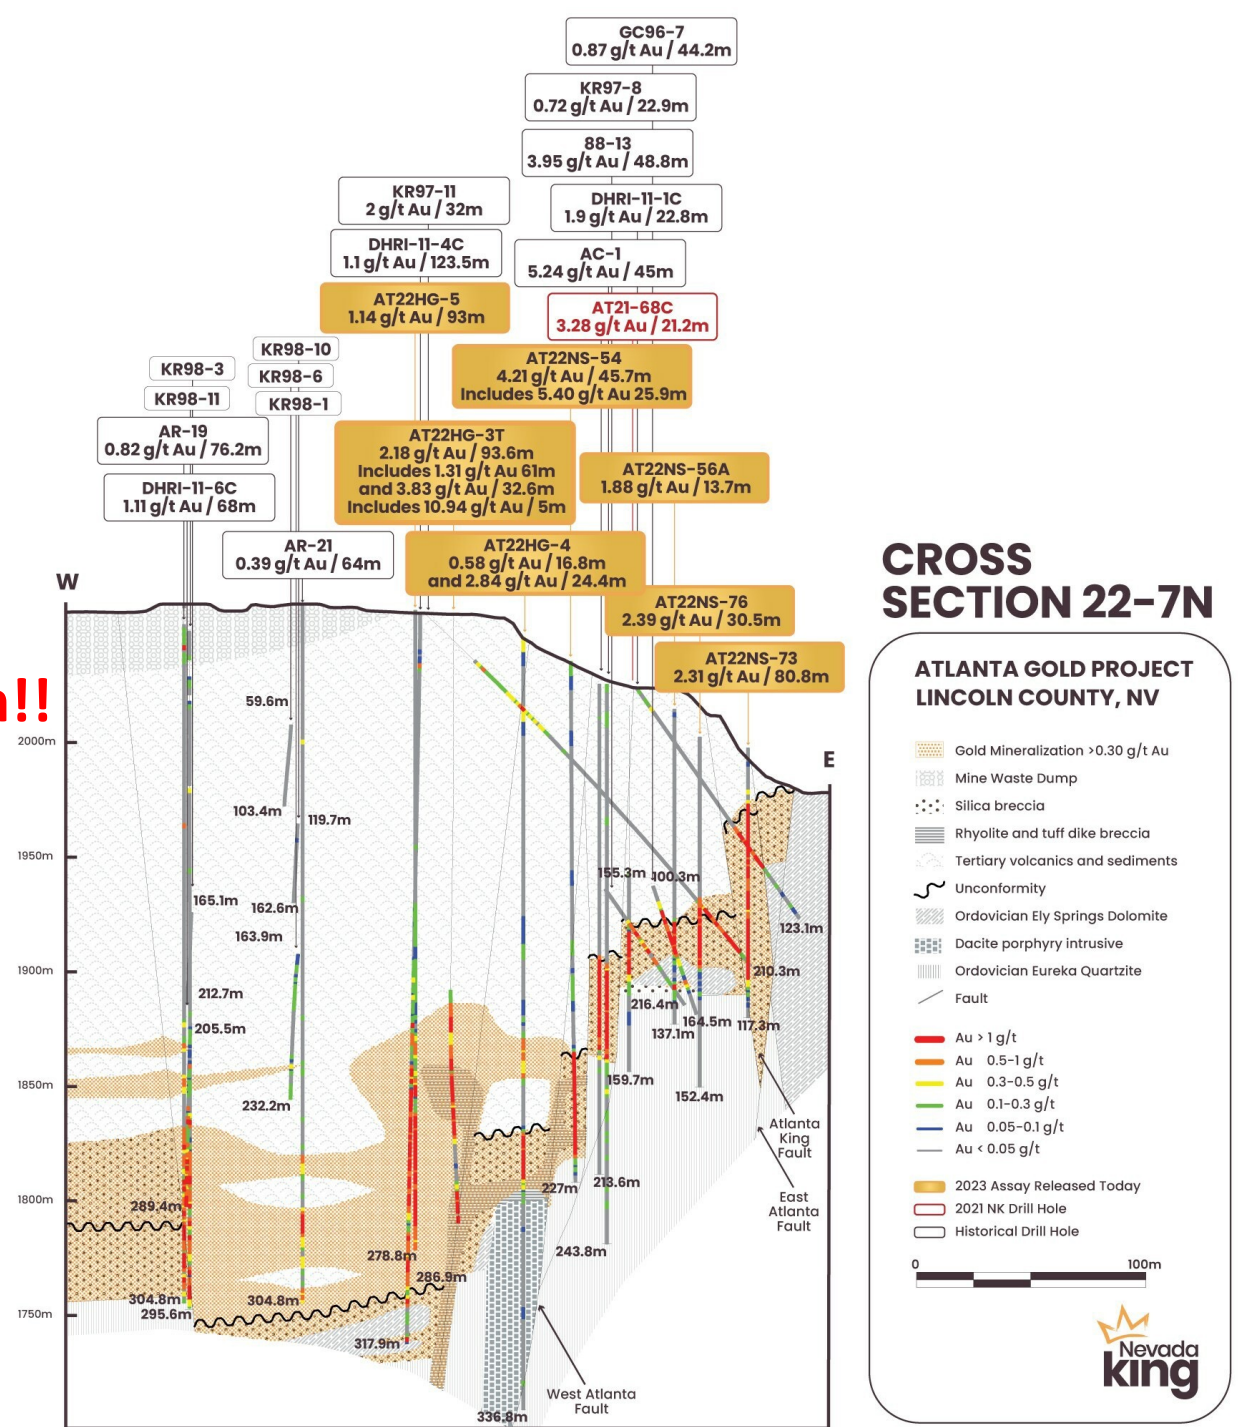 GC96-7
0.87 g/t Au / 44.2m
KR97-8
0.72 g/t Au / 22.9m
88-13
3.95 g/t Au / 48.8m
KR97-11
2 g/t Au / 32m
DHRI-11-1C
1.9 g/t Au / 22.8m
DHRI-11-4C
1.1 g/t Au / 123.5m
AC-1
5.24 g/t Au / 45m
AT22HG-5
1.14 g/t Au / 93m
AT21-68C
3.28 g/t Au / 21.2m
KR98-10
KR98-3
KR98-6
KR98-11
KR98-1
AT22NS-54
4.21 g/t Au / 45.7m
Includes 5.40 g/t Au 25.9m
AR-19
0.82 g/t Au / 76.2m
AT22HG-3T
2.18 g/t Au / 93.6m
Includes 1.31 g/t Au 61m
and 3.83 g/t Au / 32.6m
Includes 10.94 g/t Au / 5m
AT22NS-56A
1.88 g/t Au / 13.7m
DHRI-11-6C
1.11 g/t Au / 68m
AR-21
0.39 g/t Au / 64m
AT22HG-4
0.58 g/t Au / 16.8m
and 2.84 g/t Au / 24.4m
AT22NS-76
2.39 g/t Au / 30.5m
AT22NS-73
2.31 g/t Au / 80.8m
W
E
!!
2000m
1950m
1900m
1850m
1800m
1750m
59.6m
103.4m
119.7m
165.1m
162.6m
163.9m
212.7m
205.5m
232.2m
289.4m
304.8m
295.6m
304.8m
278.8m
286.9m
317.9m
336.8m
155.3m
100.3m
123.1m
210.3m
216.4m
164.5m
117.3m
137.1m
159.7m
152.4m
227m
213.6m
243.8m
Atlanta
King
Fault
East
Atlanta
Fault
West Atlanta
Fault
CROSS
SECTION 22-7N
ATLANTA GOLD PROJECT
LINCOLN COUNTY, NV
Gold Mineralization >0.30 g/t Au
Mine Waste Dump
Silica breccia
Rhyolite and tuff dike breccia
Tertiary volcanics and sediments
Unconformity
Ordovician Ely Springs Dolomite
Dacite porphyry intrusive
Ordovician Eureka Quartzite
Fault
Au > 1 g/t
Au 0.5-1 g/t
Au 0.3-0.5 g/t
Au 0.1-0.3 g/t
Au 0.05-0.1 g/t
Au < 0.05 g/t
2023 Assay Released Today
2021 NK Drill Hole
Historical Drill Hole
0 100m
Nevada
king